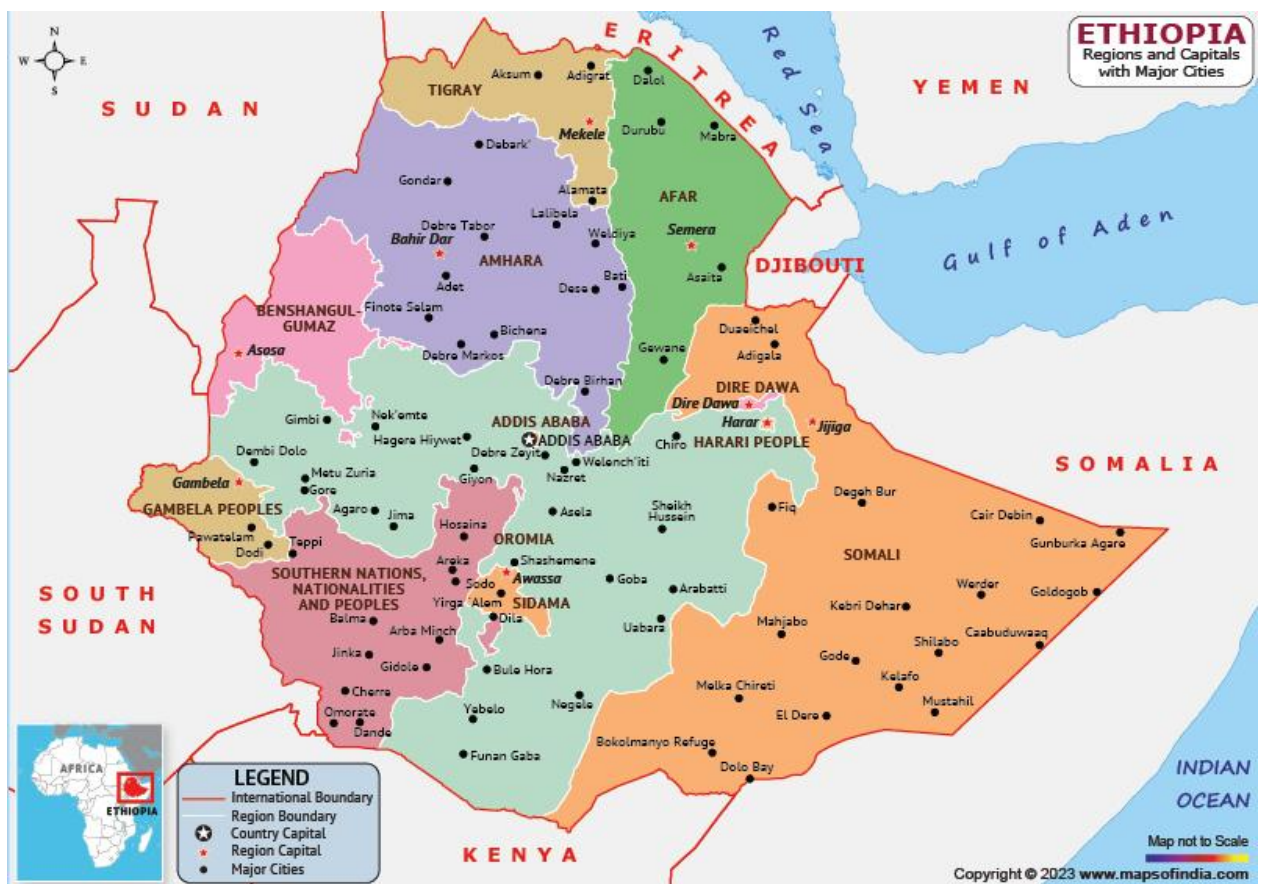 ETHIOPIA
Regions and Capitals
with Major Cities
N
W E
S
SUDAN
ERITREA
Red Sea
YEMEN
Gulf of Aden
DJIBOUTI
SOMALIA
SOUTH
SUDAN
KENYA
INDIAN
OCEAN
TIGRAY
Aksum
Adigrat
Mekele
Alamata
Dalol
Durubu
Mabra
AFAR
Semera
Asaita
Gewane
Debark'
Gondar
Lalibela
Debre Tabor
Bahir Dar
Weldiya
AMHARA
Adet
Dese
Bati
Finote Selam
Bichena
Debre Markos
Debre Birhan
BENSHANGUL-
GUMAZ
Asosa
Duaeichel
Adigala
DIRE DAWA
Dire Dawa
Harar
HARARI PEOPLE
Jijiga
Gimbi
Nek'emte
Hagere Hiywet
ADDIS ABABA
ADDIS ABABA
Debre Zeyit
Welench'iti
Chiro
Dembi Dolo
Metu Zuria
Gore
Giyon
Nazret
Gambela
GAMBELA PEOPLES
Pawatelam
Dodi
Teppi
Agaro
Jima
Hosaina
Asela
Sheikh
Hussein
OROMIA
Shashemene
Areka
Awassa
Sodo
Yirga 'Alem
SIDAMA
Dila
Goba
Arabatti
Uabara
SOUTHERN NATIONS,
NATIONALITIES
AND PEOPLES
Balma
Arba Minch
Jinka
Gidole
Cherre
Omorate
Dande
Bule Hora
Yebelo
Negele
Funan Gaba
Fiq
Degeh Bur
Cair Debin
Gunburka Agare
SOMALI
Werder
Goldogob
Kebri Dehar
Mahjabo
Shilabo
Caabuduwaaq
Gode
Kelafo
Melka Chireti
Mustahil
El Dere
Bokolmanyo Refuge
Dolo Bay
AFRICA
ETHIOPIA
LEGEND
International Boundary
Region Boundary
Country Capital
Region Capital
Major Cities
Map not to Scale
Copyright © 2023 www.mapsofindia.com